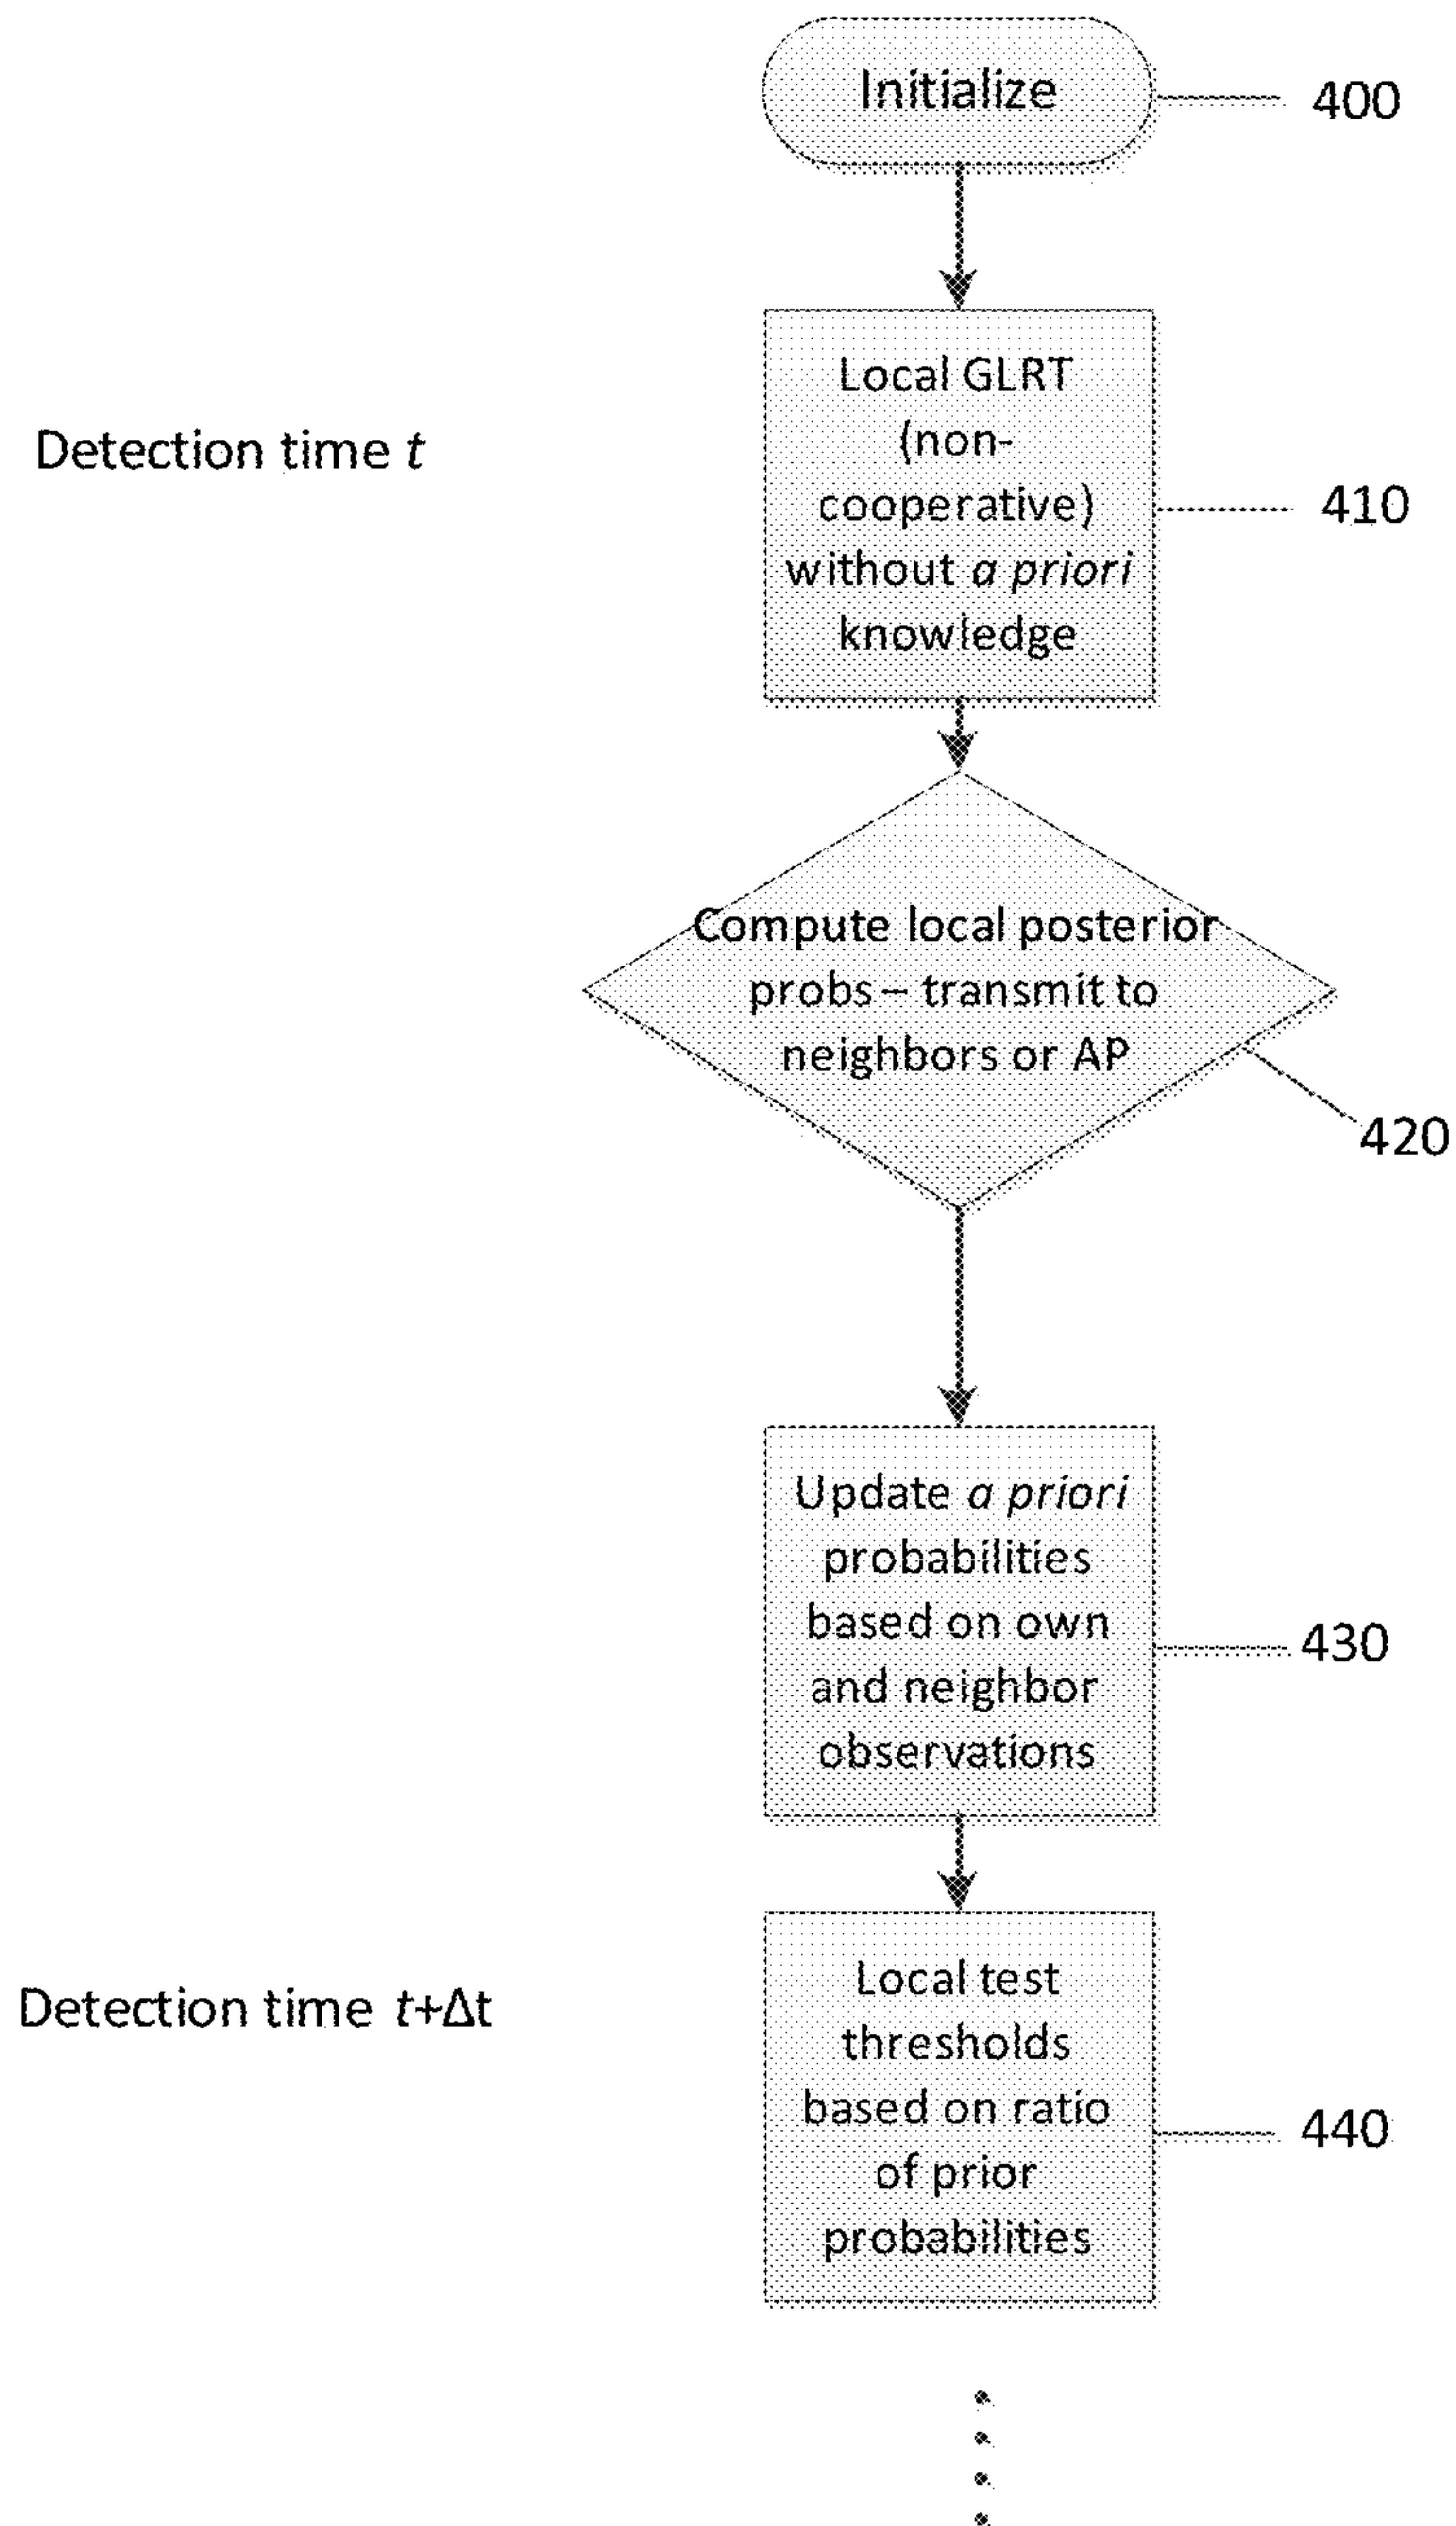 Initialize
400
Detection time t
Local GLRT
(non-
cooperative)
without a priori
knowledge
410
Compute local posterior
probs – transmit to
neighbors or AP
420
Update a priori
probabilities
based on own
and neighbor
observations
430
Detection time t+Δt
Local test
thresholds
based on ratio
of prior
probabilities
440